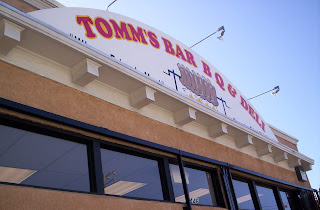 TOMM'S BAR B Q & DELI